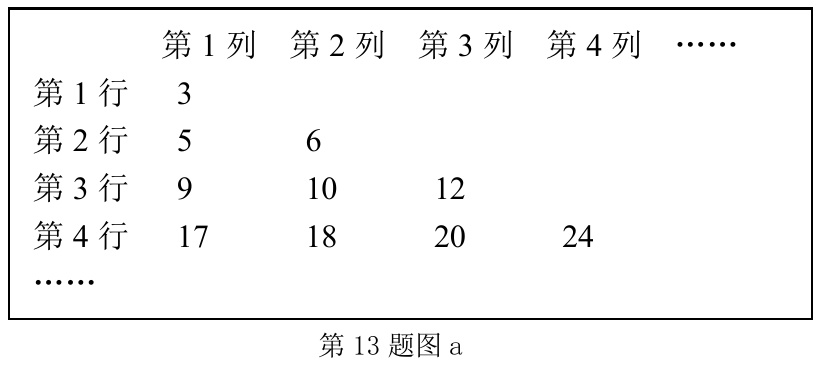 第 1 列 第 2 列 第 3 列 第 4 列 ……
第 1 行 3
第 2 行 5 6
第 3 行 9 10 12
第 4 行 17 18 20 24
……
第 13 题图 a